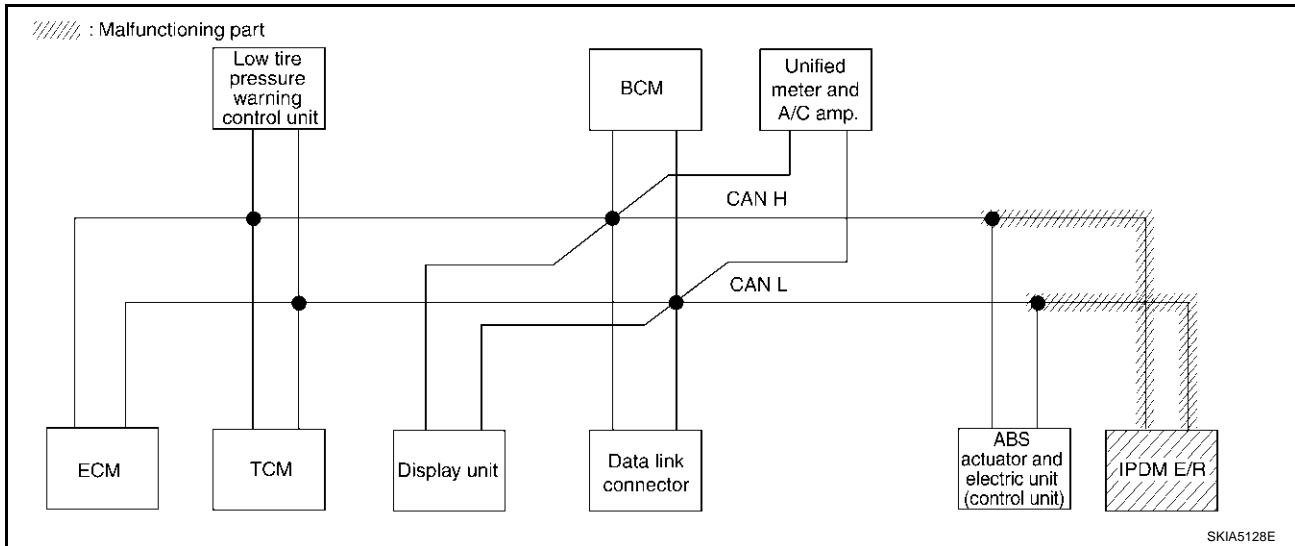 : Malfunctioning part
Low tire
pressure
warning
control unit
BCM
Unified
meter and
A/C amp.
CAN H
CAN L
ECM
TCM
Display unit
Data link
connector
ABS
actuator and
electric unit
(control unit)
IPDM E/R
SKIA5128E